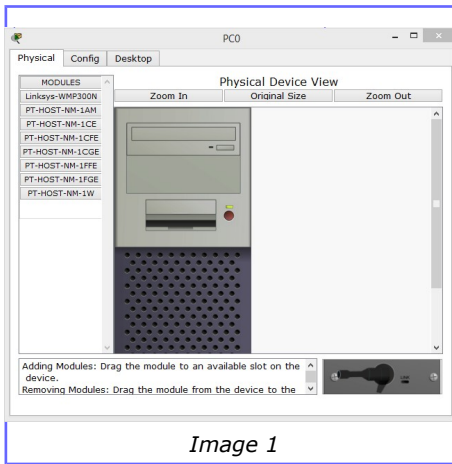 PC0
Physical Config Desktop
MODULES
Linksys-WMP300N
PT-HOST-NM-1AM
PT-HOST-NM-1CE
PT-HOST-NM-1CFE
PT-HOST-NM-1CGE
PT-HOST-NM-1FFE
PT-HOST-NM-1FGE
PT-HOST-NM-1W
Physical Device View
Zoom In Original Size Zoom Out
Adding Modules: Drag the module to an available slot on the
device.
Removing Modules: Drag the module from the device to the
Image 1